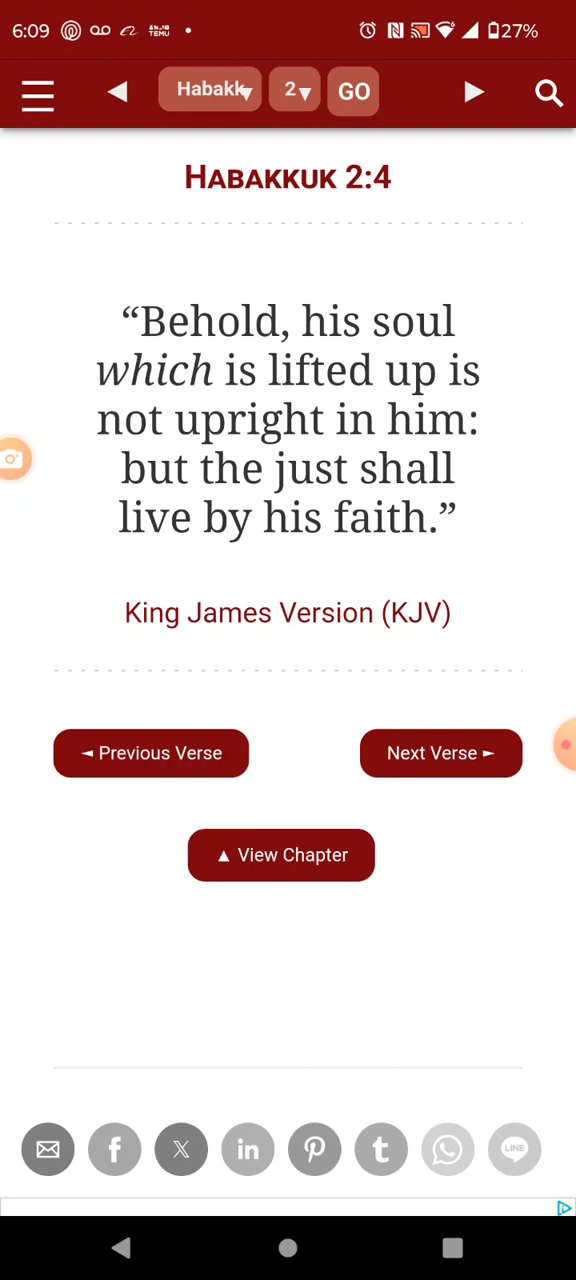 6:09 TEMU 27%
Habakk 2 GO
HABAKKUK 2:4
“Behold, his soul
which is lifted up is
not upright in him:
but the just shall
live by his faith.”
King James Version (KJV)
◄ Previous Verse Next Verse ►
▲ View Chapter
LINE